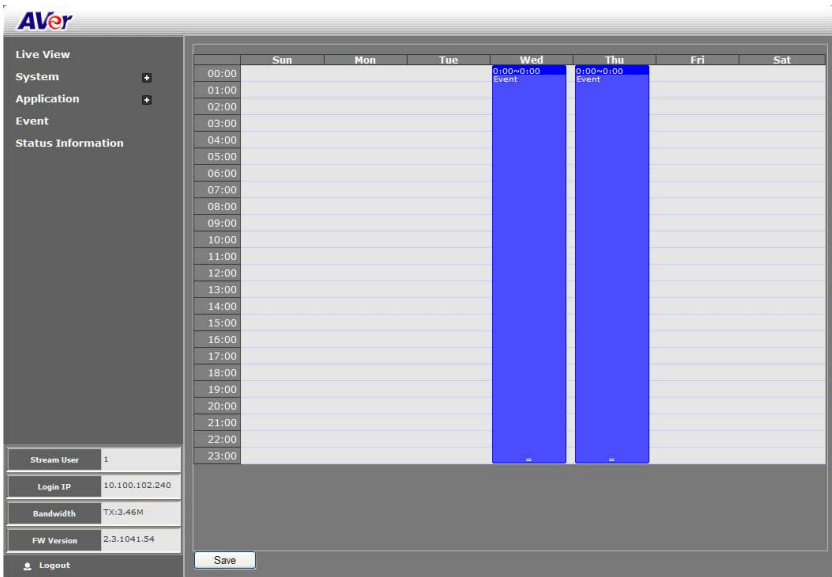 AVer
Live View
System
Application
Event
Status Information
Sun Mon Tue Wed Thu Fri Sat
00:00 0:00~0:00 0:00~0:00
Event Event
01:00
02:00
03:00
04:00
05:00
06:00
07:00
08:00
09:00
10:00
11:00
12:00
13:00
14:00
15:00
16:00
17:00
18:00
19:00
20:00
21:00
22:00
23:00
Stream User 1
Login IP 10.100.102.240
Bandwidth TX:3.46M
FW Version 2.3.1041.54
Logout
Save